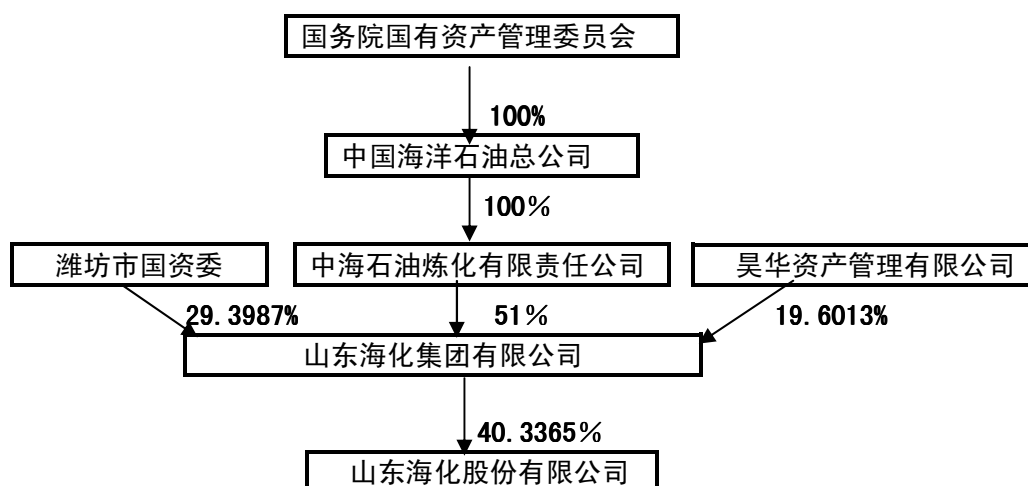 国务院国有资产管理委员会
100%
中国海洋石油总公司
100％
潍坊市国资委
中海石油炼化有限责任公司
昊华资产管理有限公司
29.3987%
51％
19.6013%
山东海化集团有限公司
40.3365％
山东海化股份有限公司